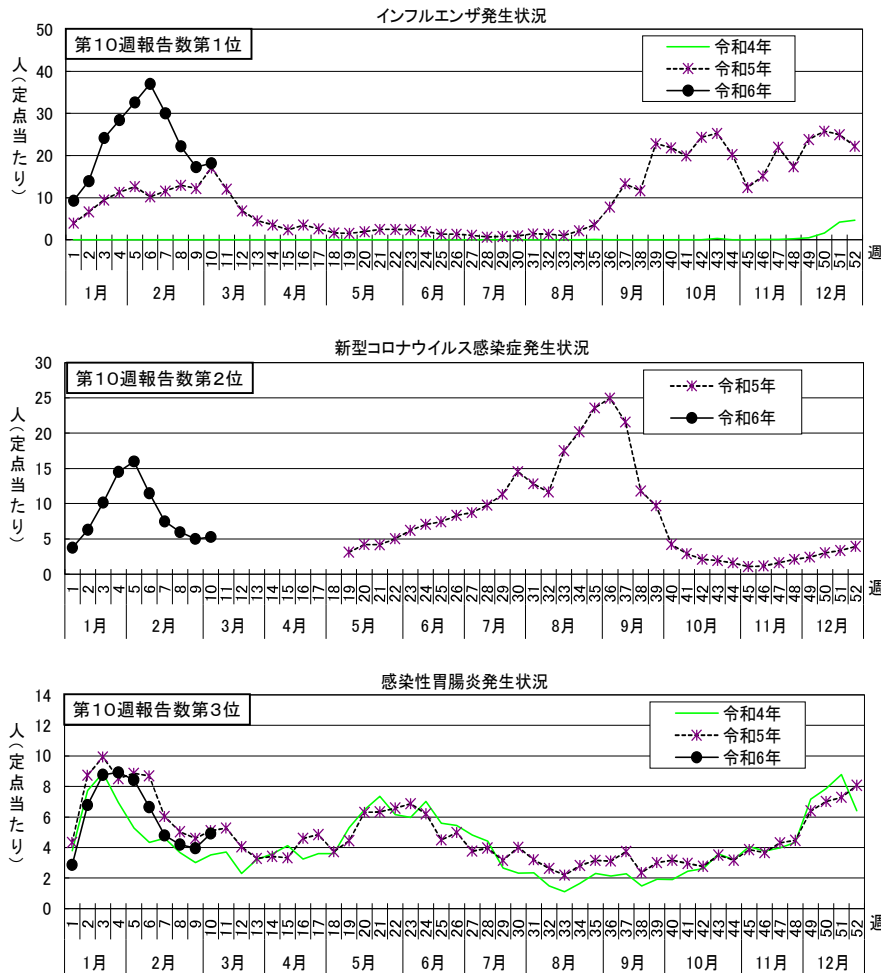 インフルエンザ発生状況
第10週報告数第1位
人(定点当たり)
50
40
30
20
10
0
令和4年
令和5年
令和6年
1 2 3 4 5 6 7 8 9 10 11 12 13 14 15 16 17 18 19 20 21 22 23 24 25 26 27 28 29 30 31 32 33 34 35 36 37 38 39 40 41 42 43 44 45 46 47 48 49 50 51 52 週
1月 2月 3月 4月 5月 6月 7月 8月 9月 10月 11月 12月
新型コロナウイルス感染症発生状況
第10週報告数第2位
人(定点当たり)
30
25
20
15
10
5
0
令和5年
令和6年
1 2 3 4 5 6 7 8 9 10 11 12 13 14 15 16 17 18 19 20 21 22 23 24 25 26 27 28 29 30 31 32 33 34 35 36 37 38 39 40 41 42 43 44 45 46 47 48 49 50 51 52 週
1月 2月 3月 4月 5月 6月 7月 8月 9月 10月 11月 12月
感染性胃腸炎発生状況
第10週報告数第3位
人(定点当たり)
14
12
10
8
6
4
2
0
令和4年
令和5年
令和6年
1 2 3 4 5 6 7 8 9 10 11 12 13 14 15 16 17 18 19 20 21 22 23 24 25 26 27 28 29 30 31 32 33 34 35 36 37 38 39 40 41 42 43 44 45 46 47 48 49 50 51 52 週
1月 2月 3月 4月 5月 6月 7月 8月 9月 10月 11月 12月